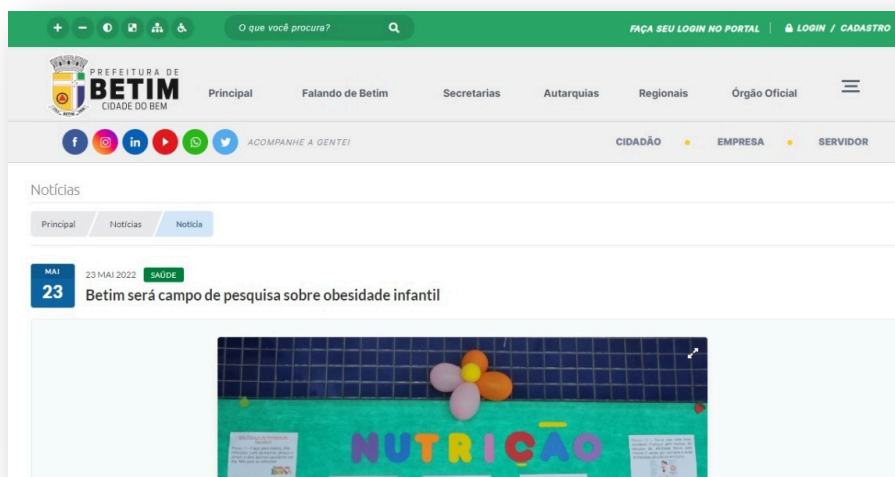 O que você procura?
FAÇA SEU LOGIN NO PORTAL
LOGIN / CADASTRO
PREFEITURA DE
BETIM
CIDADE DO BEM
Principal
Falando de Betim
Secretarias
Autarquias
Regionais
Órgão Oficial
ACOMPANHE A GENTE!
CIDADÃO
EMPRESA
SERVIDOR
Notícias
Principal
Notícias
Notícia
MAI
23
23 MAI 2022
SAÚDE
Betim será campo de pesquisa sobre obesidade infantil
NUTRIÇÃO